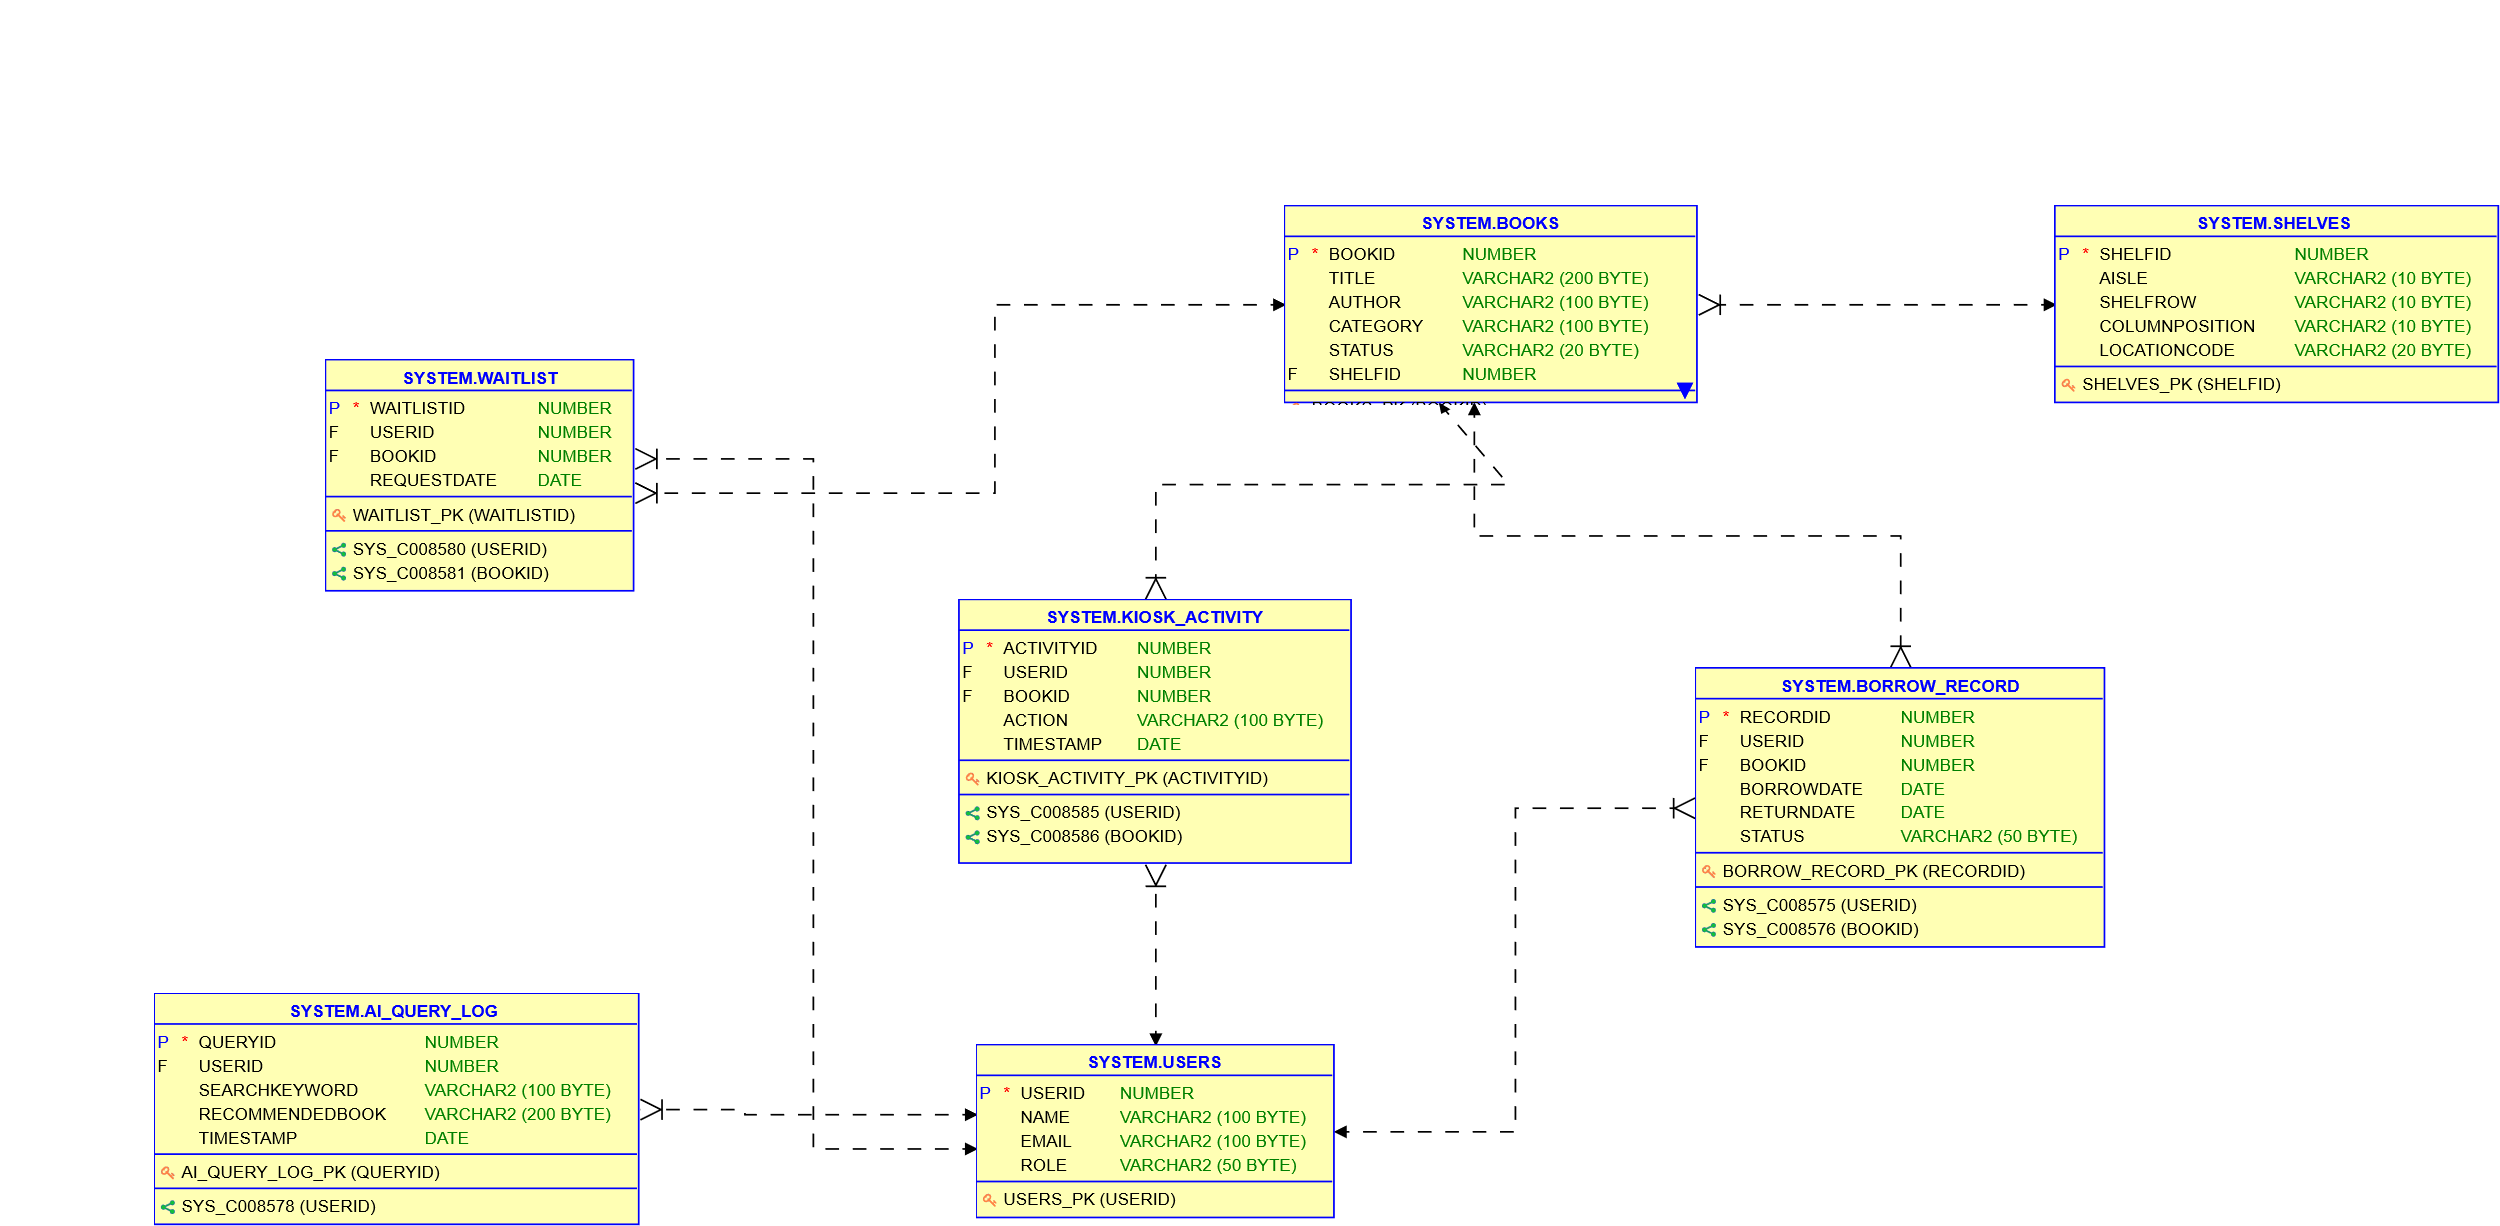 SYSTEM.BOOKS
P * BOOKID NUMBER
TITLE VARCHAR2 (200 BYTE)
AUTHOR VARCHAR2 (100 BYTE)
CATEGORY VARCHAR2 (100 BYTE)
STATUS VARCHAR2 (20 BYTE)
F SHELFID NUMBER
SYSTEM.SHELVES
P * SHELFID NUMBER
AISLE VARCHAR2 (10 BYTE)
SHELFROW VARCHAR2 (10 BYTE)
COLUMNPOSITION VARCHAR2 (10 BYTE)
LOCATIONCODE VARCHAR2 (20 BYTE)
SHELVES_PK (SHELFID)
SYSTEM.WAITLIST
P * WAITLISTID NUMBER
F USERID NUMBER
F BOOKID NUMBER
REQUESTDATE DATE
WAITLIST_PK (WAITLISTID)
SYS_C008580 (USERID)
SYS_C008581 (BOOKID)
SYSTEM.KIOSK_ACTIVITY
P * ACTIVITYID NUMBER
F USERID NUMBER
F BOOKID NUMBER
ACTION VARCHAR2 (100 BYTE)
TIMESTAMP DATE
KIOSK_ACTIVITY_PK (ACTIVITYID)
SYS_C008585 (USERID)
SYS_C008586 (BOOKID)
SYSTEM.BORROW_RECORD
P * RECORDID NUMBER
F USERID NUMBER
F BOOKID NUMBER
BORROWDATE DATE
RETURNDATE DATE
STATUS VARCHAR2 (50 BYTE)
BORROW_RECORD_PK (RECORDID)
SYS_C008575 (USERID)
SYS_C008576 (BOOKID)
SYSTEM.AI_QUERY_LOG
P * QUERYID NUMBER
F USERID NUMBER
SEARCHKEYWORD VARCHAR2 (100 BYTE)
RECOMMENDEDBOOK VARCHAR2 (200 BYTE)
TIMESTAMP DATE
AI_QUERY_LOG_PK (QUERYID)
SYS_C008578 (USERID)
SYSTEM.USERS
P * USERID NUMBER
NAME VARCHAR2 (100 BYTE)
EMAIL VARCHAR2 (100 BYTE)
ROLE VARCHAR2 (50 BYTE)
USERS_PK (USERID)